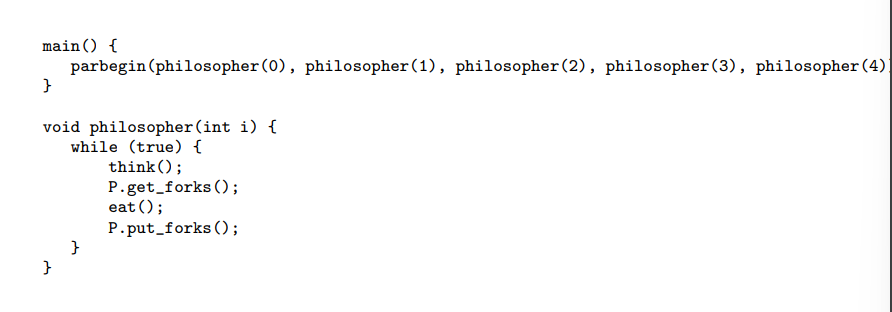 main() {
parbegin(philosopher(0), philosopher(1), philosopher(2), philosopher(3), philosopher(4)
}
void philosopher(int i) {
while (true) {
think();
P.get_forks();
eat();
P.put_forks();
}
}